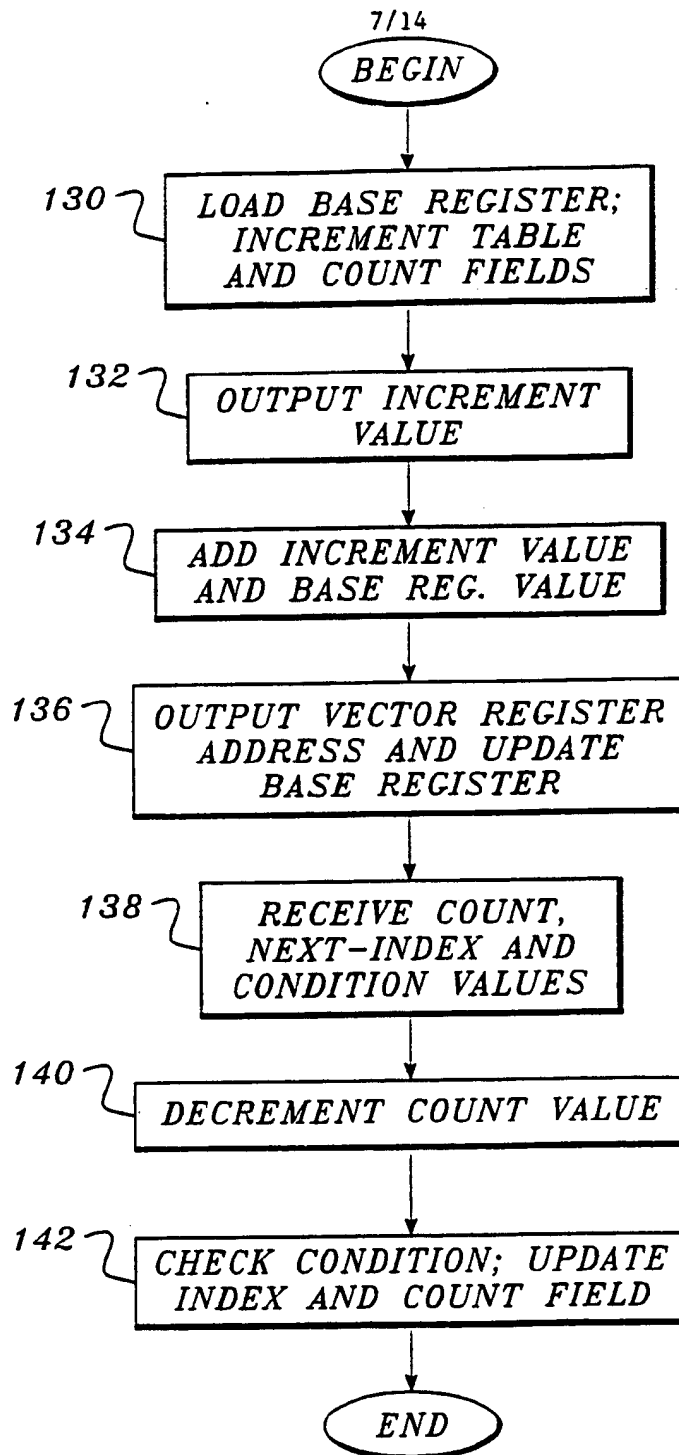 7/14
BEGIN
130
LOAD BASE REGISTER;
INCREMENT TABLE
AND COUNT FIELDS
132
OUTPUT INCREMENT
VALUE
134
ADD INCREMENT VALUE
AND BASE REG. VALUE
136
OUTPUT VECTOR REGISTER
ADDRESS AND UPDATE
BASE REGISTER
138
RECEIVE COUNT,
NEXT-INDEX AND
CONDITION VALUES
140
DECREMENT COUNT VALUE
142
CHECK CONDITION; UPDATE
INDEX AND COUNT FIELD
END